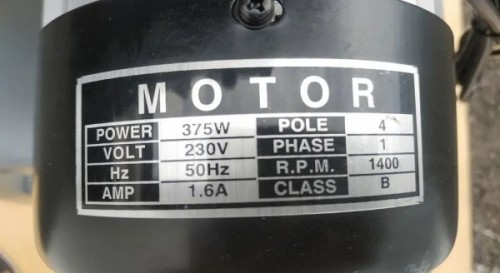 MOTOR
POWER 375W POLE 4
VOLT 230V PHASE 1
Hz 50Hz R.P.M. 1400
AMP 1.6A CLASS B